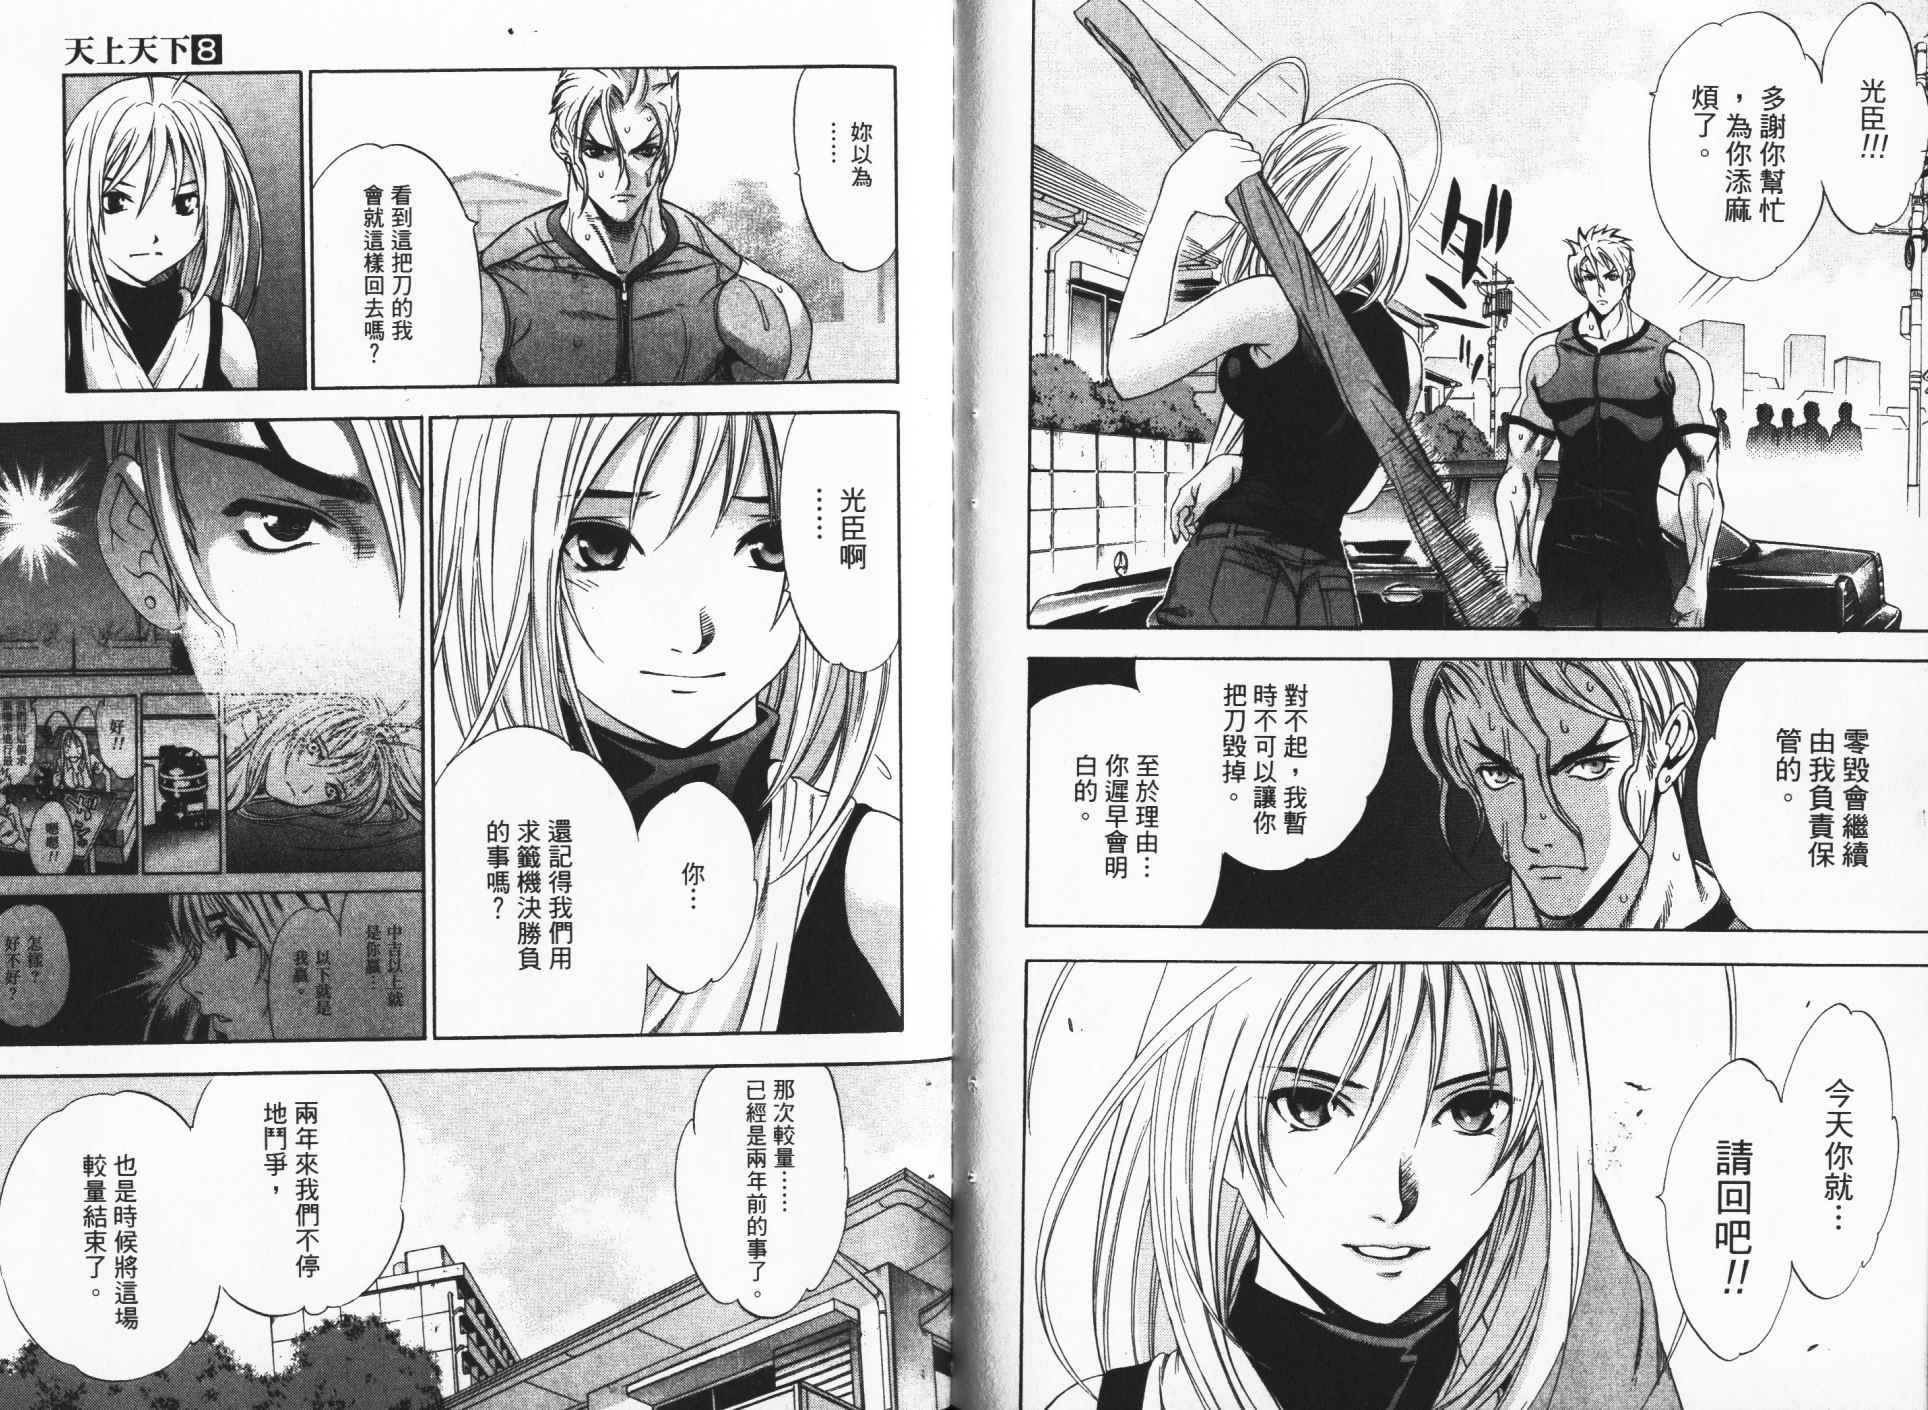 光臣!!!
多謝你幫忙
，為你添麻
煩了。
零毀會繼續
由我負責保
管的。
對不起，我暫
時不可以讓你
把刀毀掉。
至於理由…
你遲早會明
白的。
今天你就…
請回吧!!
天上天下8
妳以為
……
看到這把刀的我
會就這樣回去嗎？
光臣啊
……
你…
還記得我們用
求籤機決勝負
的事嗎？
好!!
嗯嗯!!
中吉以上就
是你贏…
以下就是
我贏。
怎樣？
好不好？
那次較量……
已經是兩年前的事了。
兩年來我們不停
地鬥爭，
也是時候將這場
較量結束了。